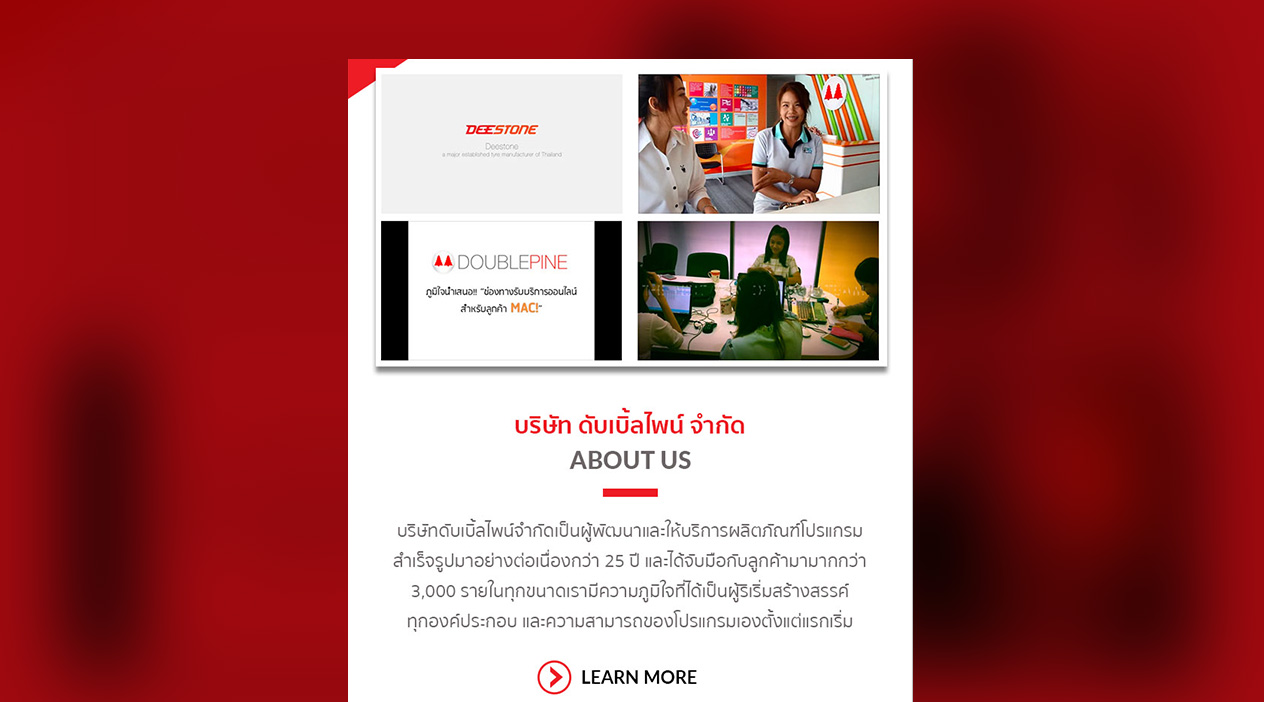 DEESTONE
Deestone
a major established tyre manufacturer of Thailand
DOUBLEPINE
ภูมิใจนำเสนอ!! "ช่องทางรับบริการออนไลน์
สำหรับลูกค้า MAC!"
บริษัท ดับเบิ้ลไพน์ จำกัด
ABOUT US
บริษัทดับเบิ้ลไพน์จำกัดเป็นผู้พัฒนาและให้บริการผลิตภัณฑ์โปรแกรม
สำเร็จรูปมาอย่างต่อเนื่องกว่า 25 ปี และได้จับมือกับลูกค้ามามากกว่า
3,000 รายในทุกขนาดเรามีความภูมิใจที่ได้เป็นผู้ริเริ่มสร้างสรรค์
ทุกองค์ประกอบ และความสามารถของโปรแกรมเองตั้งแต่แรกเริ่ม
LEARN MORE